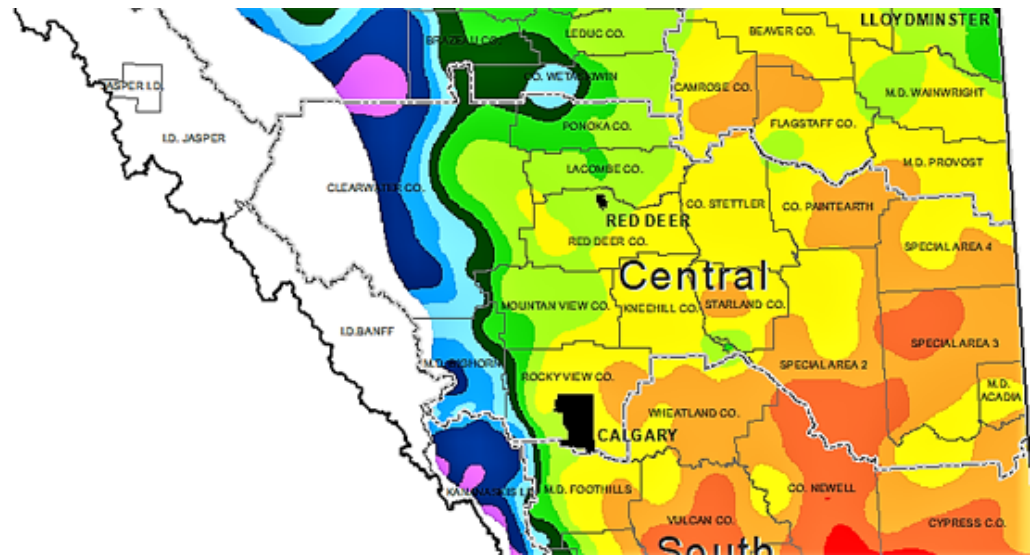 LLOYDMINSTER
LEDUC CO.
BEAVER CO.
BRAZEAU CO.
CO. WETASKIWIN
JASPER I.D.
CAMROSE CO.
M.D. WAINWRIGHT
PONOKA CO.
FLAGSTAFF CO.
I.D. JASPER
LACOMBE CO.
M.D. PROVOST
CLEARWATER CO.
CO. STETTLER
CO. PAINTEARTH
RED DEER
RED DEER CO.
SPECIAL AREA 4
Central
MOUNTAN VIEW CO.
KNEEHILL CO.
STARLAND CO.
I.D.BANFF
SPECIAL AREA 3
M.D. BIGHORN
SPECIAL AREA 2
ROCKY VIEW CO.
M.D.
ACADIA
WHEATLAND CO.
CALGARY
KANANASKIS I.D.
M.D. FOOTHILLS
CO. NEWELL
VULCAN CO.
CYPRESS C.O.
South